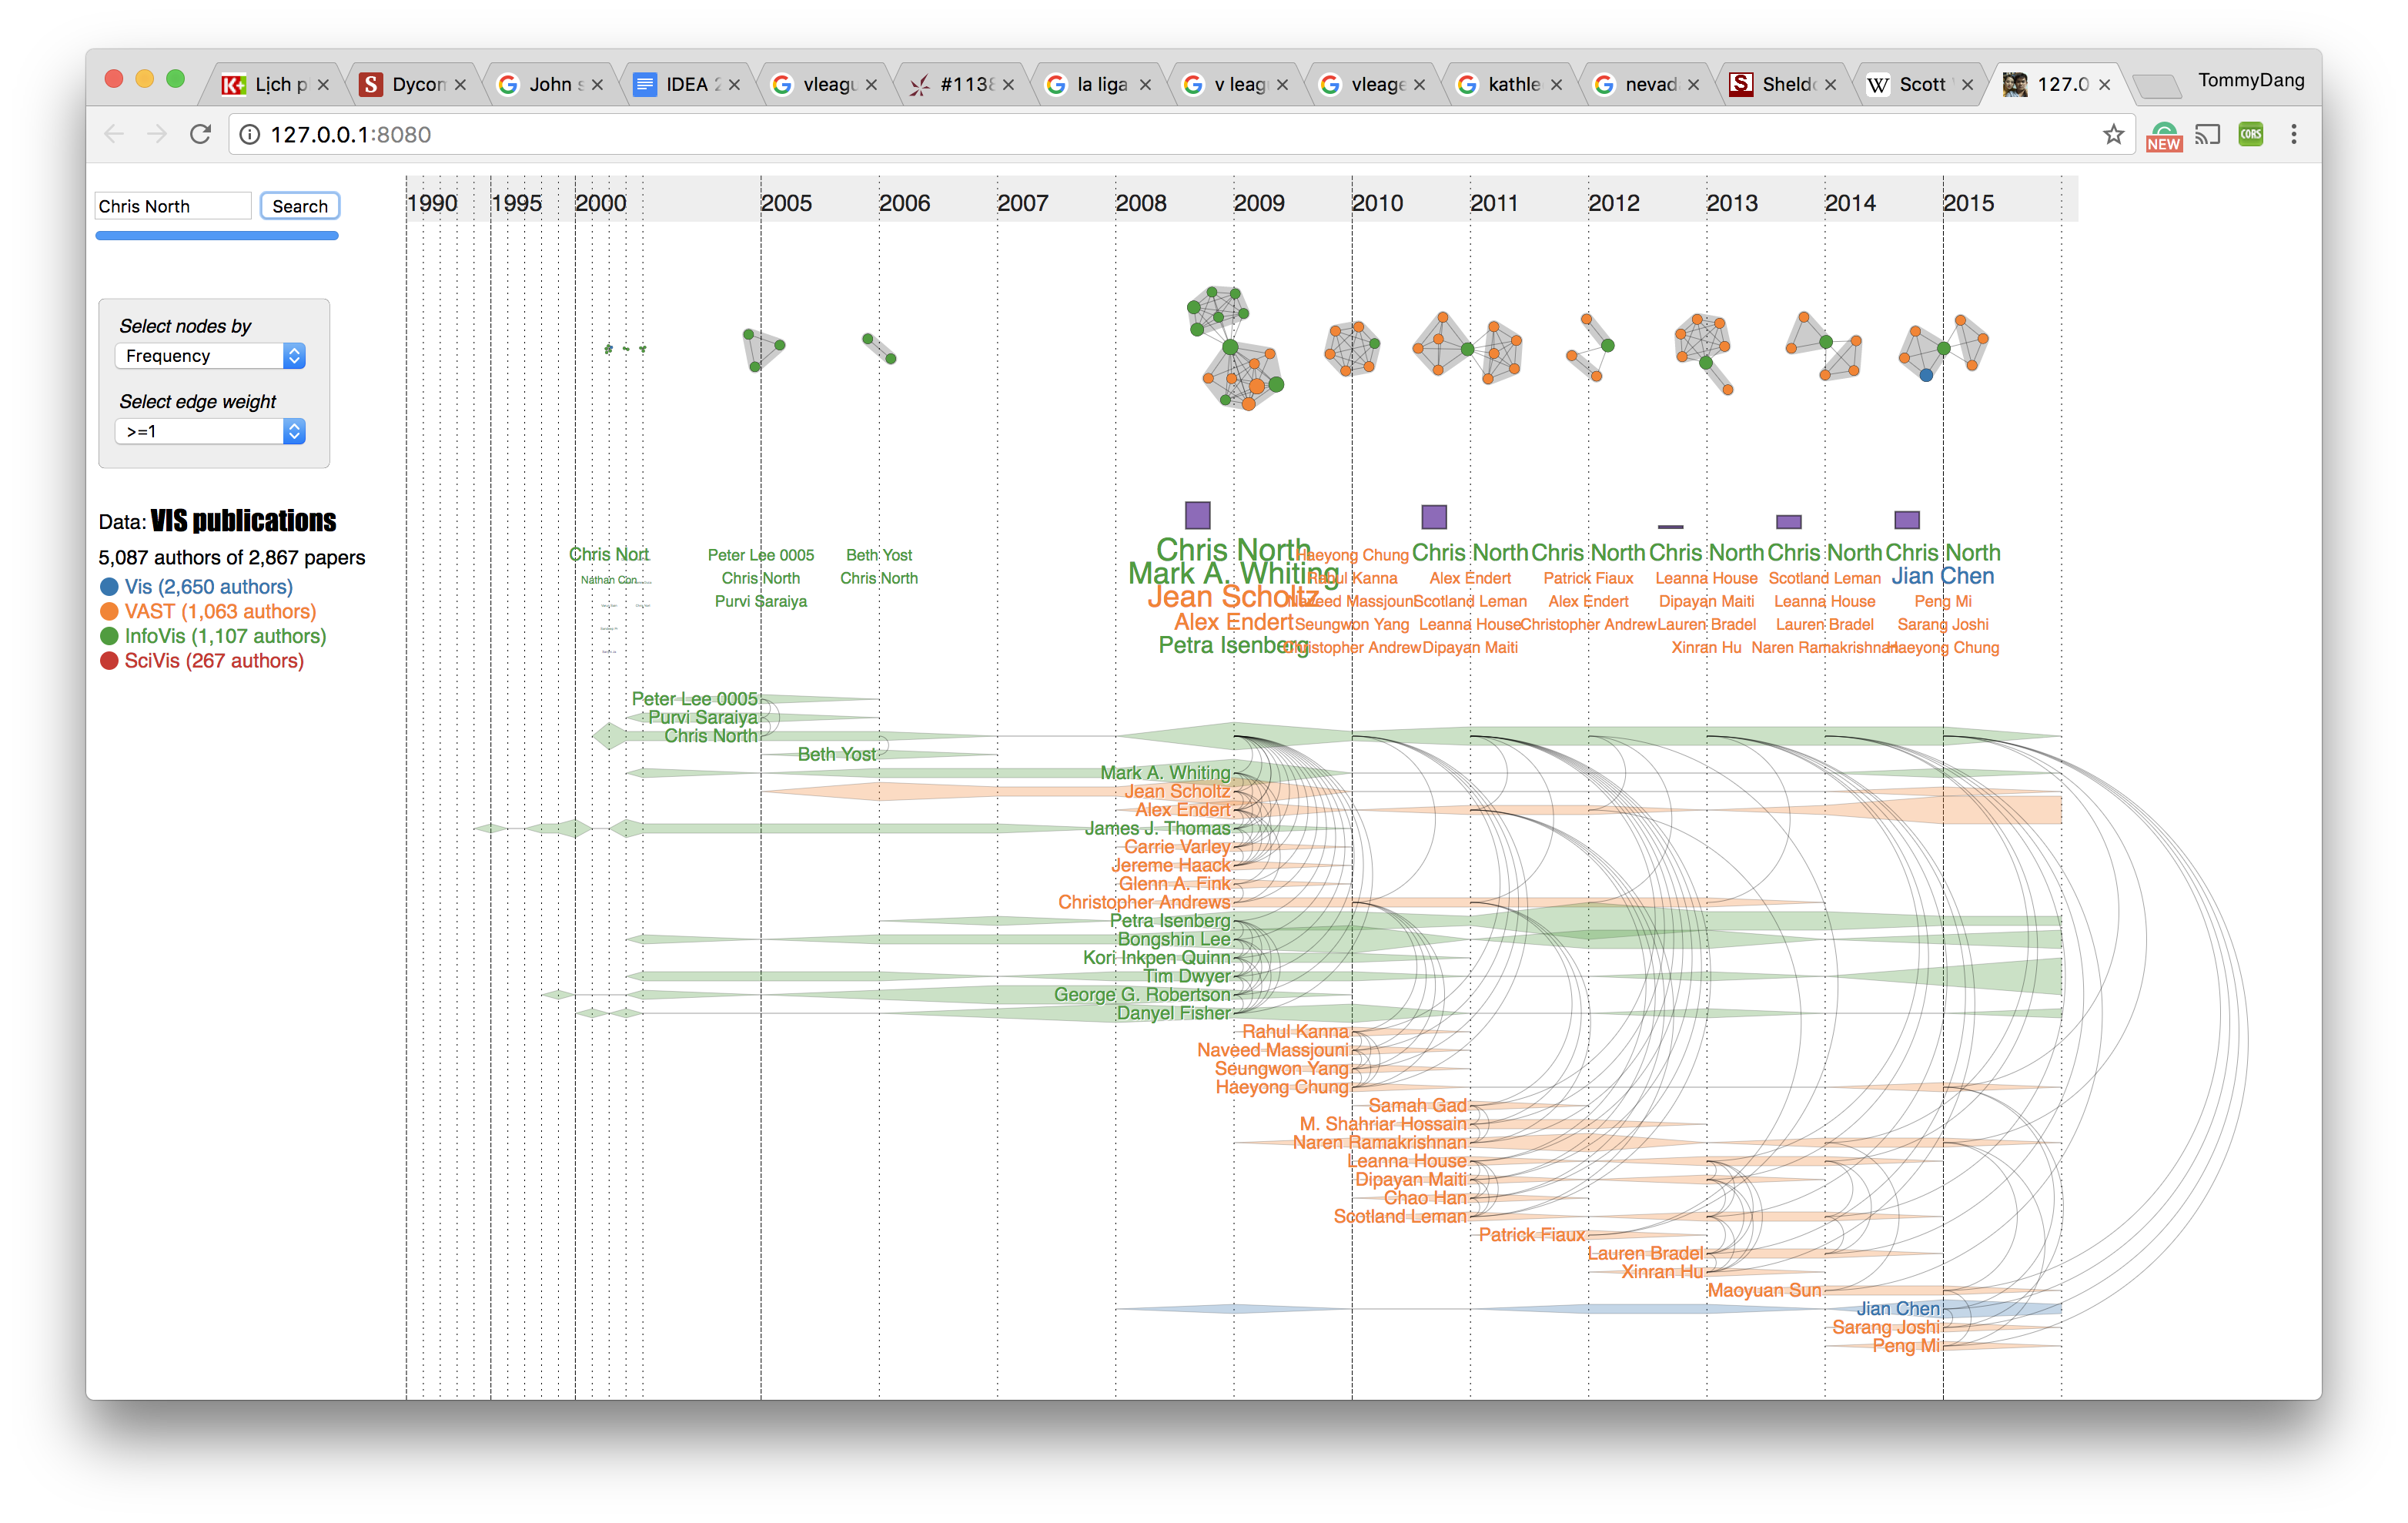 Lịch p
Dycon
John s
IDEA 2
vleagu
#1138
la liga
v leagu
vleage
kathle
nevad
Sheldo
Scott
127.0
TommyDang
127.0.0.1:8080
NEW
CORS
Chris North
Search
1990 1995 2000 2005 2006 2007 2008 2009 2010 2011 2012 2013 2014 2015
Select nodes by
Frequency
Select edge weight
>=1
Data: VIS publications
5,087 authors of 2,867 papers
Vis (2,650 authors)
VAST (1,063 authors)
InfoVis (1,107 authors)
SciVis (267 authors)
Chris Nort
Nathan Con...
Peter Lee 0005
Chris North
Purvi Saraiya
Beth Yost
Chris North
Chris North
Mark A. Whiting
Jean Scholtz
Alex Endert
Petra Isenberg
Haeyong Chung
Rahul Kanna
Naveed Massjouni
Seungwon Yang
Christopher Andrew
Chris North
Alex Endert
Scotland Leman
Leanna House
Dipayan Maiti
Chris North
Patrick Fiaux
Alex Endert
Christopher Andrew
Chris North
Leanna House
Dipayan Maiti
Lauren Bradel
Xinran Hu
Chris North
Scotland Leman
Leanna House
Lauren Bradel
Naren Ramakrishnan
Chris North
Jian Chen
Peng Mi
Sarang Joshi
Haeyong Chung
Peter Lee 0005
Purvi Saraiya
Chris North
Beth Yost
Mark A. Whiting
Jean Scholtz
Alex Endert
James J. Thomas
Carrie Varley
Jereme Haack
Glenn A. Fink
Christopher Andrews
Petra Isenberg
Bongshin Lee
Kori Inkpen Quinn
Tim Dwyer
George G. Robertson
Danyel Fisher
Rahul Kanna
Naveed Massjouni
Seungwon Yang
Haeyong Chung
Samah Gad
M. Shahriar Hossain
Naren Ramakrishnan
Leanna House
Dipayan Maiti
Chao Han
Scotland Leman
Patrick Fiaux
Lauren Bradel
Xinran Hu
Maoyuan Sun
Jian Chen
Sarang Joshi
Peng Mi